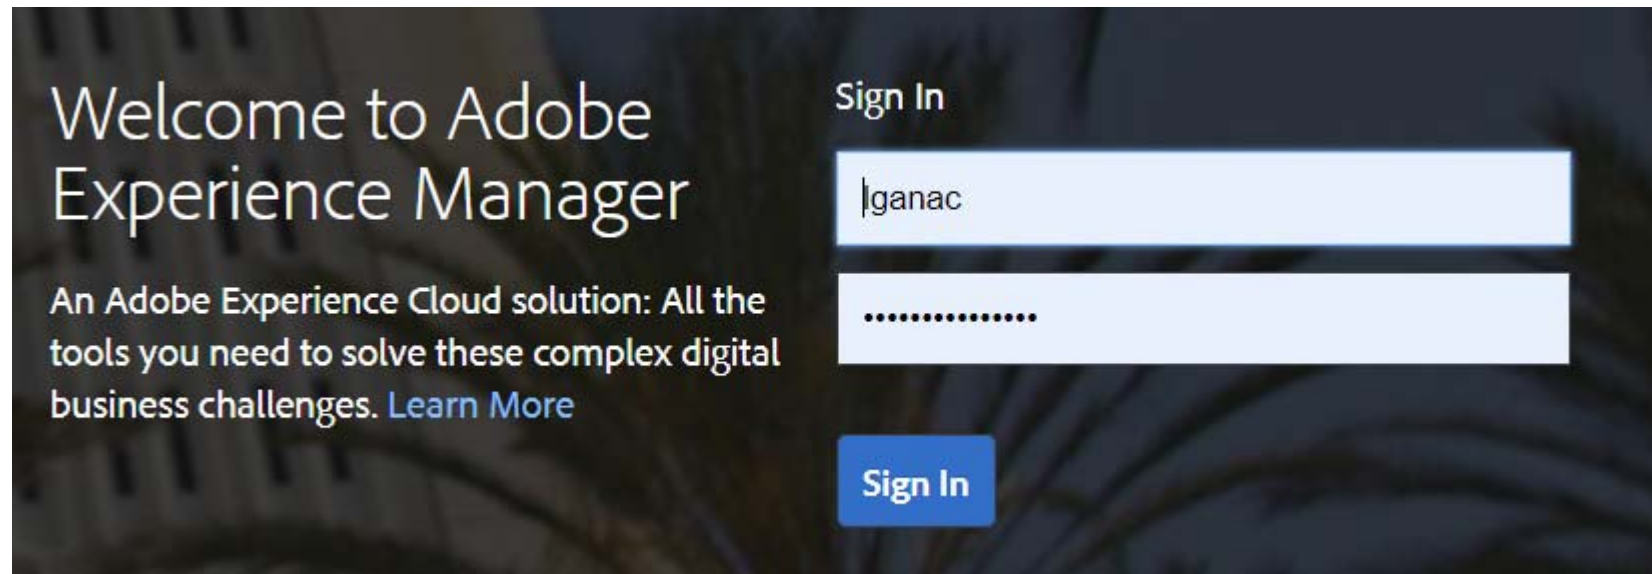 Welcome to Adobe
Experience Manager
An Adobe Experience Cloud solution: All the
tools you need to solve these complex digital
business challenges. Learn More
Sign In
lganac
•••••••••••••••
Sign In